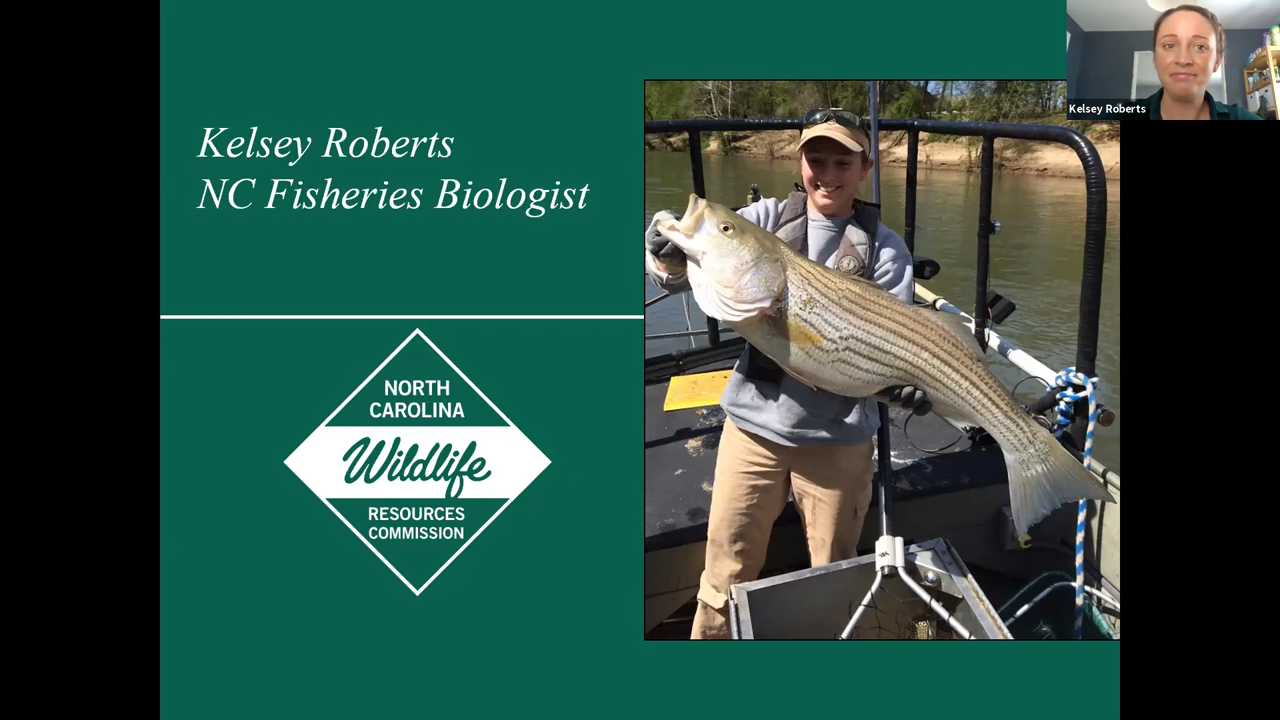 Kelsey Roberts
NC Fisheries Biologist
NORTH
CAROLINA
Wildlife
RESOURCES
COMMISSION
Kelsey Roberts